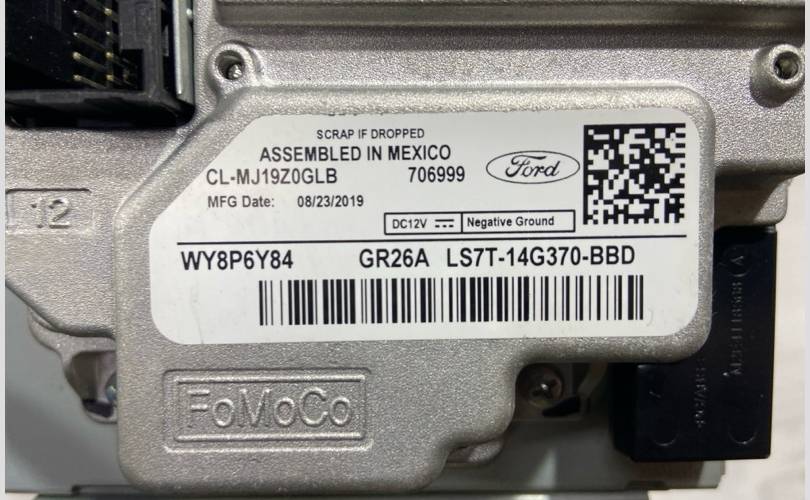 SCRAP IF DROPPED
ASSEMBLED IN MEXICO
CL-MJ19Z0GLB 706999
Ford
MFG Date: 08/23/2019
DC12V Negative Ground
12
WY8P6Y84 GR26A LS7T-14G370-BBD
FoMoCo